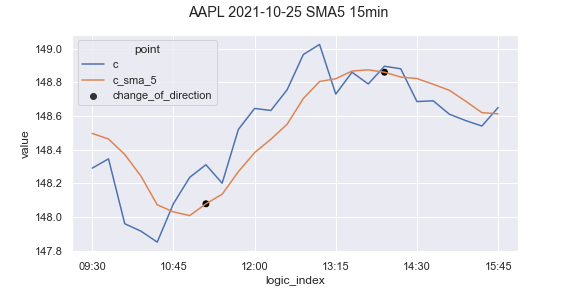 AAPL 2021-10-25 SMA5 15min
point
c
c_sma_5
change_of_direction
value
149.0
148.8
148.6
148.4
148.2
148.0
147.8
09:30 10:45 12:00 13:15 14:30 15:45
logic_index